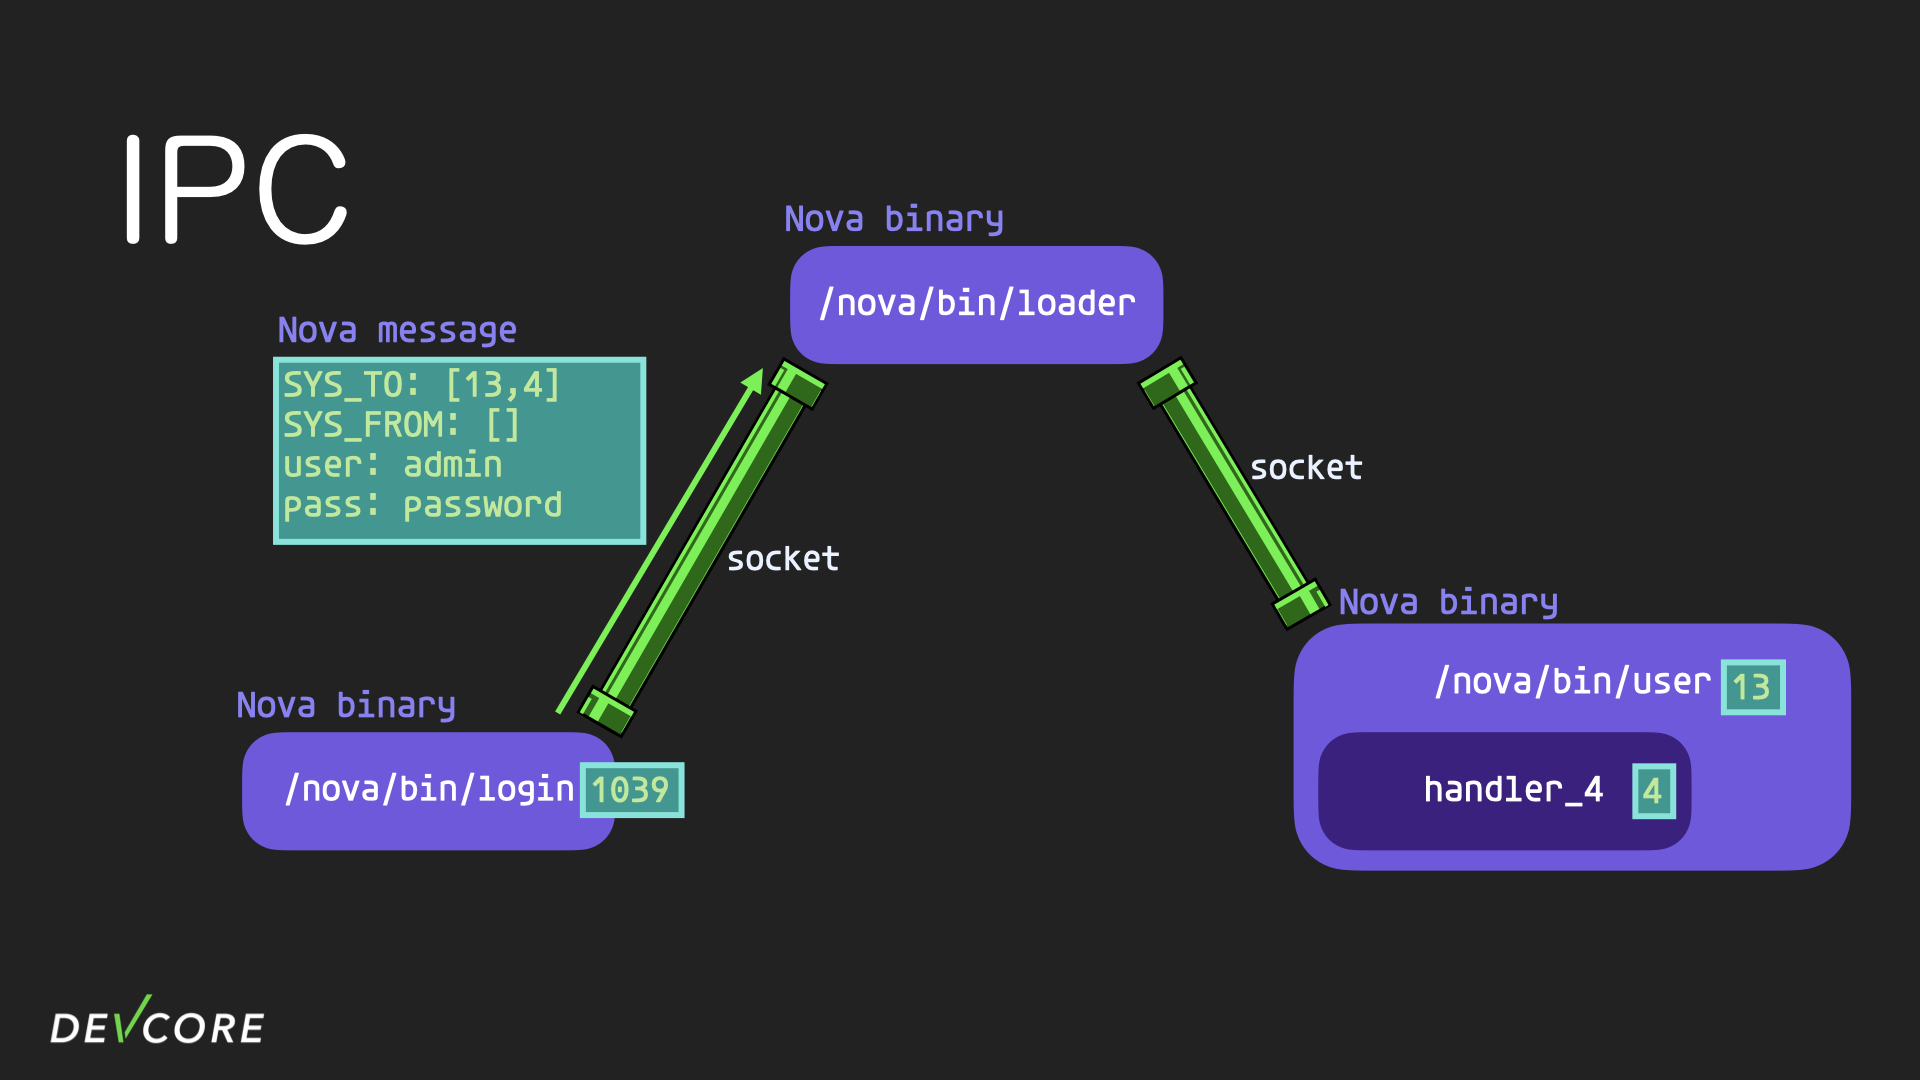 IPC
Nova binary
/nova/bin/loader
Nova message
SYS_TO: [13,4]
SYS_FROM: []
user: admin
pass: password
socket
socket
Nova binary
/nova/bin/login 1039
Nova binary
/nova/bin/user 13
handler_4 4
DEVCORE